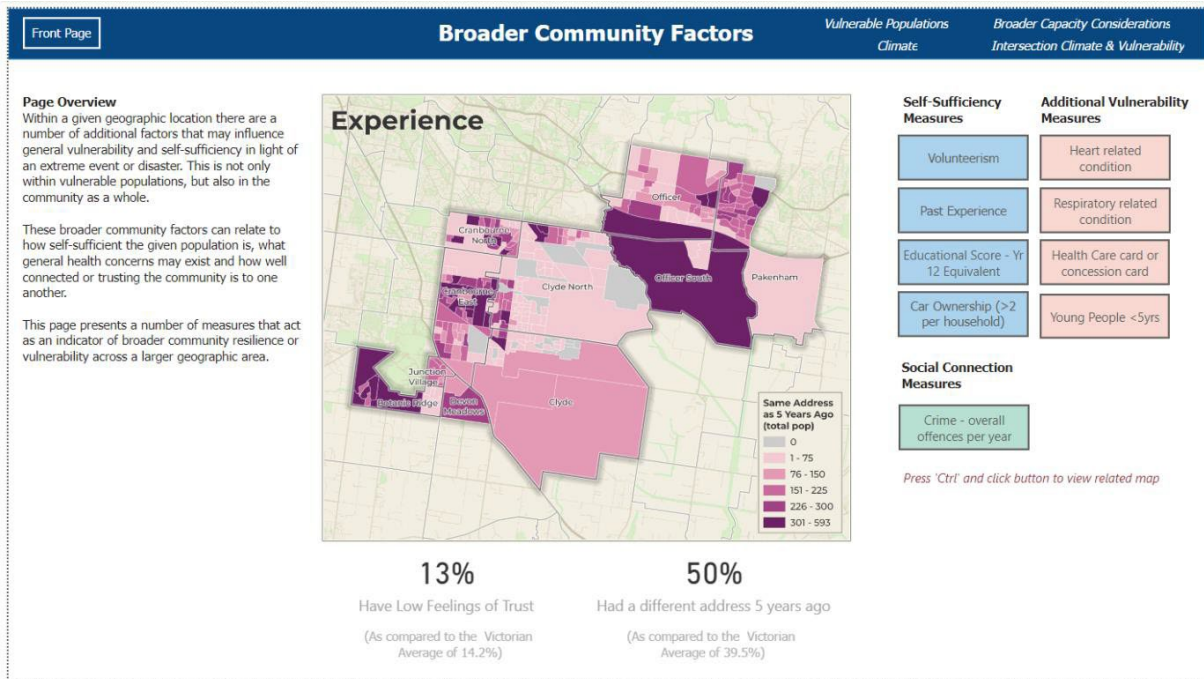 Front Page
Broader Community Factors
Vulnerable Populations
Broader Capacity Considerations
Climate
Intersection Climate & Vulnerability
Page Overview
Within a given geographic location there are a
number of additional factors that may influence
general vulnerability and self-sufficiency in light of
an extreme event or disaster. This is not only
within vulnerable populations, but also in the
community as a whole.
These broader community factors can relate to
how self-sufficient the given population is, what
general health concerns may exist and how well
connected or trusting the community is to one
another.
This page presents a number of measures that act
as an indicator of broader community resilience or
vulnerability across a larger geographic area.
Experience
Officer
Cranbourne
North
Officer South
Pakenham
Clyde North
Cranbourne
East
Junction
Village
Botanic Ridge
Devon
Meadows
Clyde
Same Address
as 5 Years Ago
(total pop)
0
1 - 75
76 - 150
151 - 225
226 - 300
301 - 593
13%
Have Low Feelings of Trust
(As compared to the Victorian
Average of 14.2%)
50%
Had a different address 5 years ago
(As compared to the Victorian
Average of 39.5%)
Self-Sufficiency
Measures
Volunteerism
Past Experience
Educational Score - Yr
12 Equivalent
Car Ownership (>2
per household)
Additional Vulnerability
Measures
Heart related
condition
Respiratory related
condition
Health Care card or
concession card
Young People <5yrs
Social Connection
Measures
Crime - overall
offences per year
Press 'Ctrl' and click button to view related map